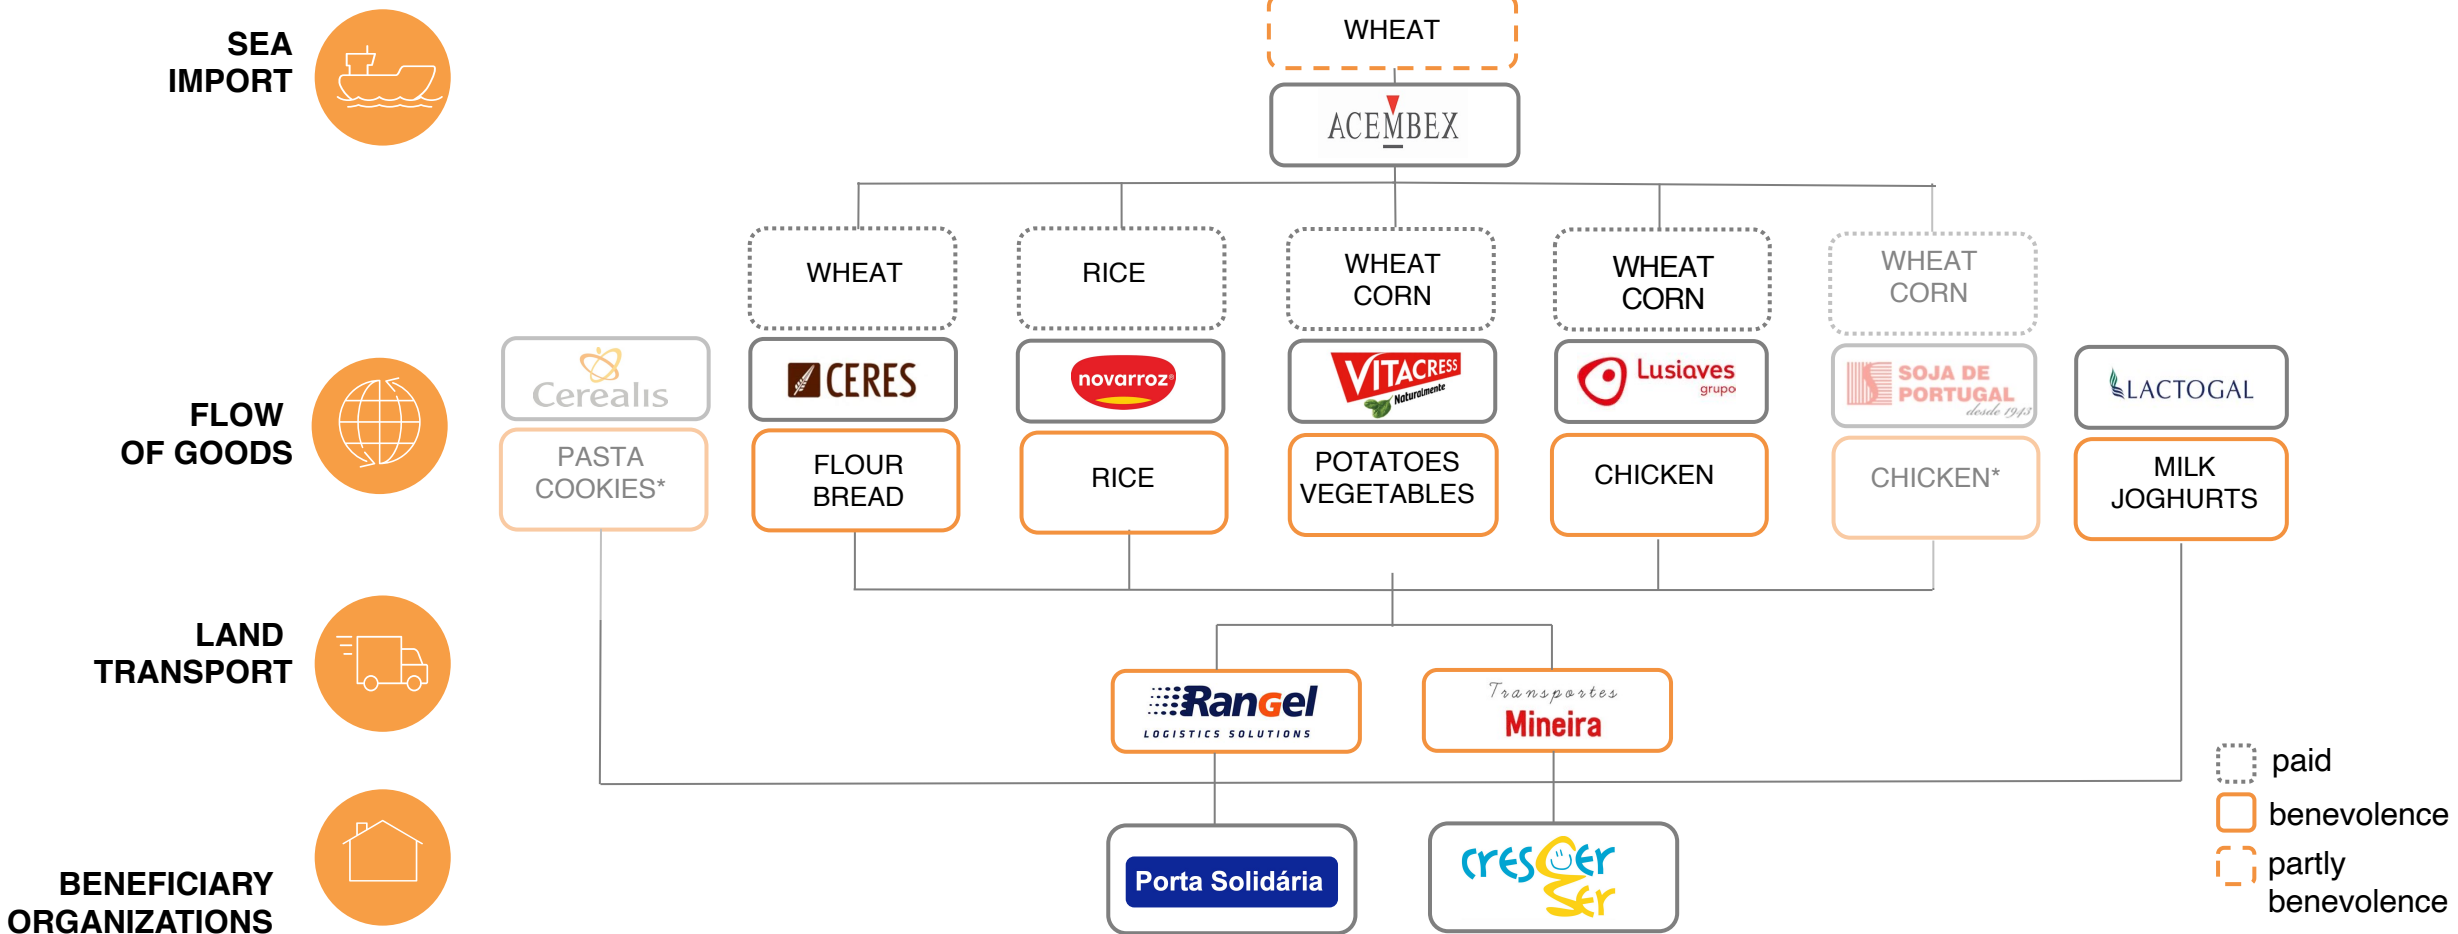 SEA
IMPORT
WHEAT
ACEMBEX
WHEAT
RICE
WHEAT
CORN
WHEAT
CORN
WHEAT
CORN
FLOW
OF GOODS
Cerealis
CERES
novarroz®
VITACRESS
Naturalmente
Lusiaves
grupo
SOJA DE
PORTUGAL
desde 1943
LACTOGAL
PASTA
COOKIES*
FLOUR
BREAD
RICE
POTATOES
VEGETABLES
CHICKEN
CHICKEN*
MILK
JOGHURTS
LAND
TRANSPORT
Rangel
LOGISTICS SOLUTIONS
Transportes
Mineira
BENEFICIARY
ORGANIZATIONS
Porta Solidária
crescer
ser
paid
benevolence
partly
benevolence